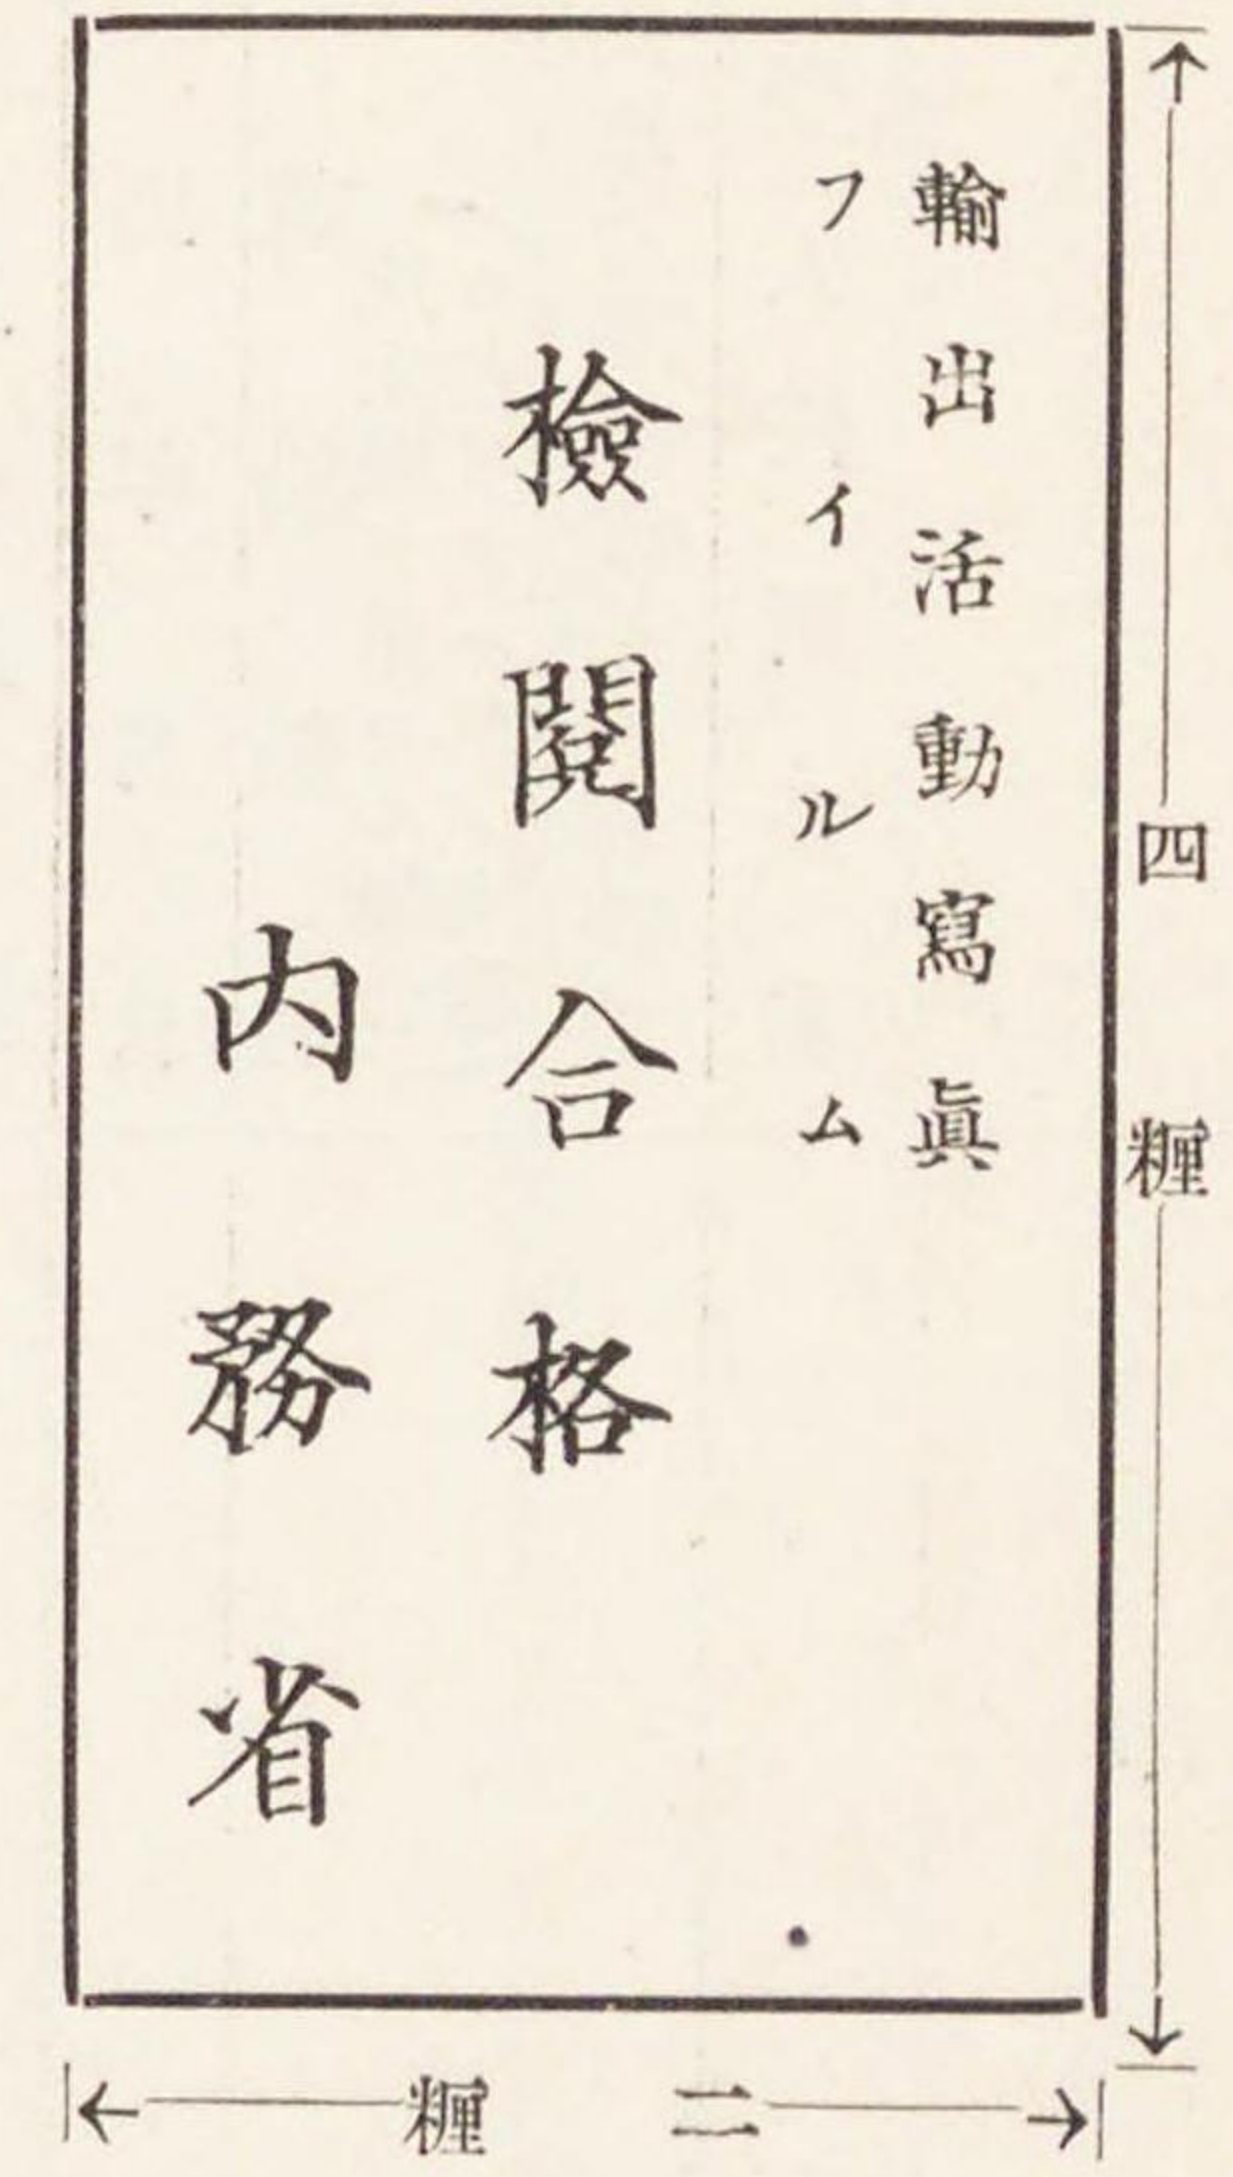 四糎
輸出活動寫眞
フイルム
檢閲合格
内務省
二糎